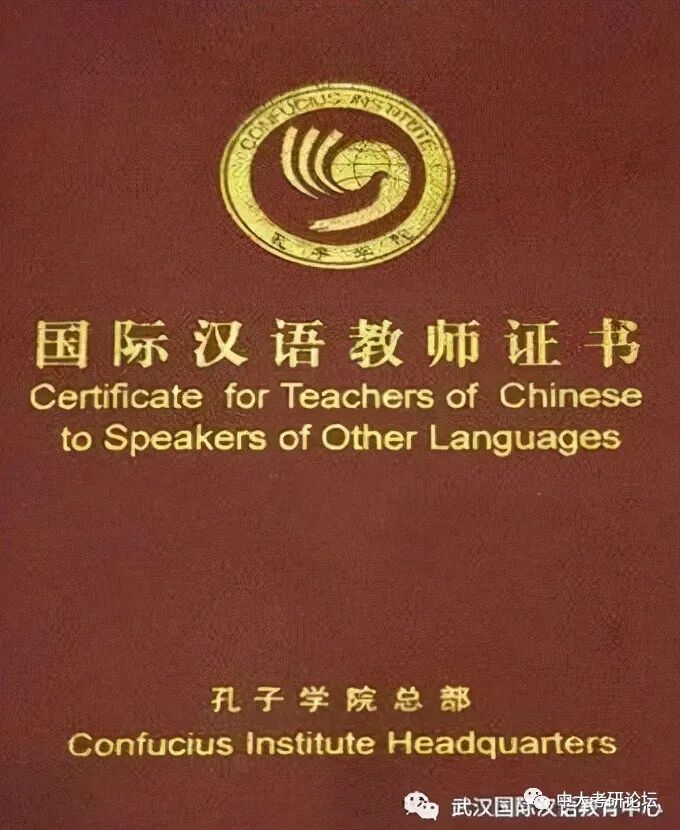 CONFUCIUS INSTITUTE
孔子学院
国际汉语教师证书
Certificate for Teachers of Chinese
to Speakers of Other Languages
孔子学院总部
Confucius Institute Headquarters
中大考研论坛
武汉国际汉语教育中心